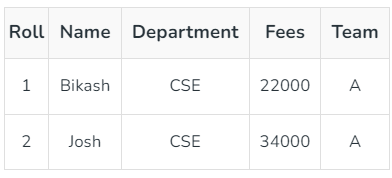 Roll Name Department Fees Team
1 Bikash CSE 22000 A
2 Josh CSE 34000 A